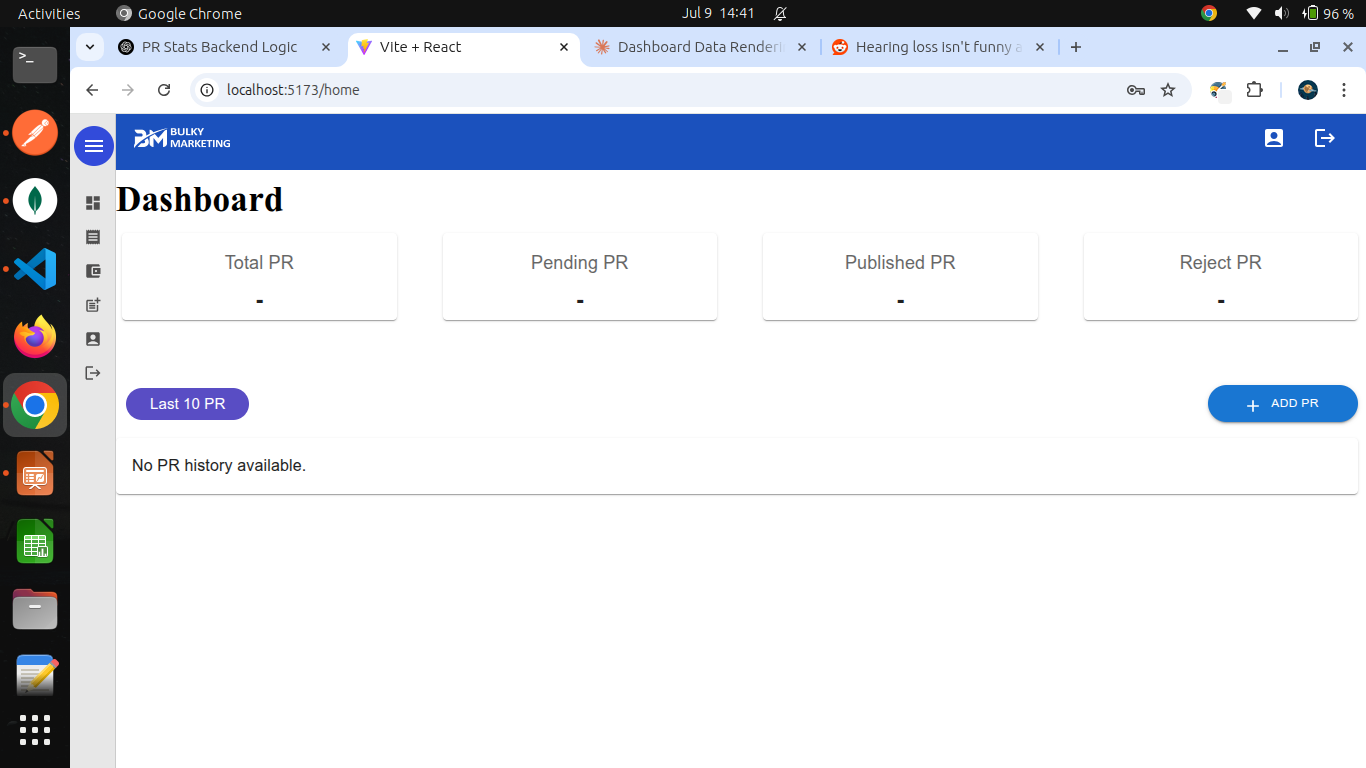 Activities
Google Chrome
Jul 9 14:41
96 %
PR Stats Backend Logic
Vite + React
Dashboard Data Renderi
Hearing loss isn't funny a
localhost:5173/home
BM BULKY
MARKETING
Dashboard
Total PR
Pending PR
Published PR
Reject PR
-
-
-
-
Last 10 PR
+ ADD PR
No PR history available.